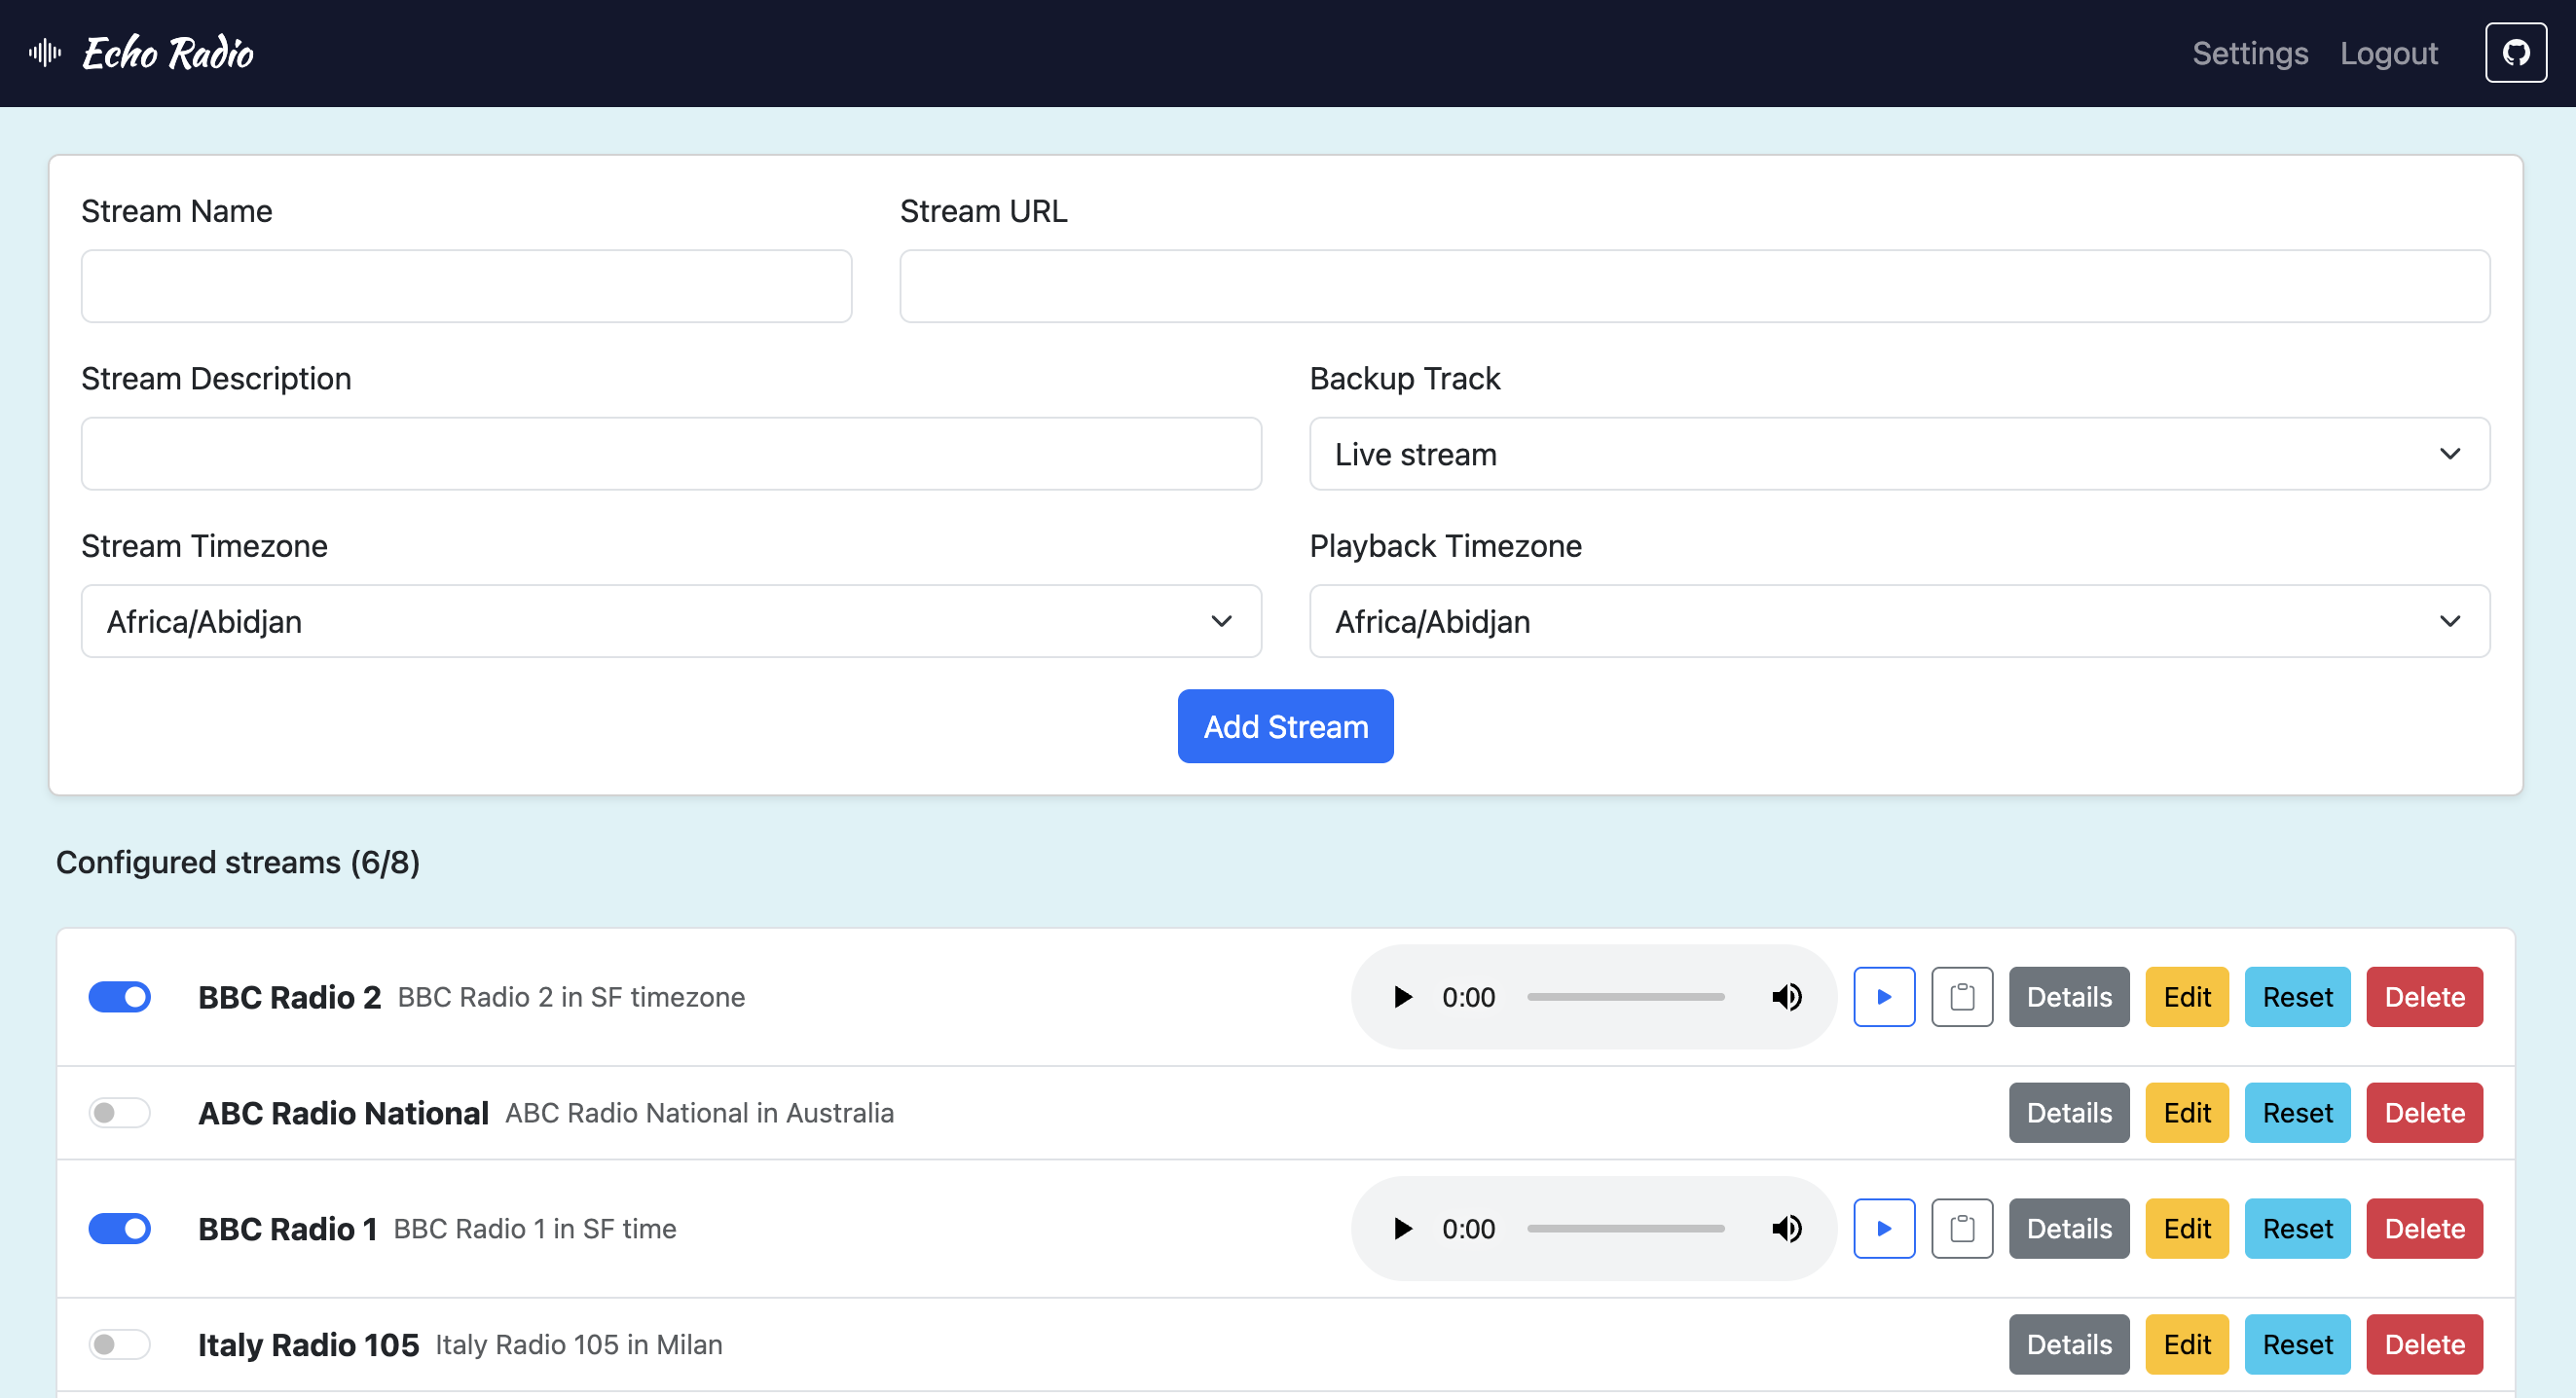 Echo Radio Settings Logout
Stream Name Stream URL
Stream Description Backup Track
Live stream
Stream Timezone Playback Timezone
Africa/Abidjan Africa/Abidjan
Add Stream
Configured streams (6/8)
BBC Radio 2 BBC Radio 2 in SF timezone 0:00 Details Edit Reset Delete
ABC Radio National ABC Radio National in Australia Details Edit Reset Delete
BBC Radio 1 BBC Radio 1 in SF time 0:00 Details Edit Reset Delete
Italy Radio 105 Italy Radio 105 in Milan Details Edit Reset Delete